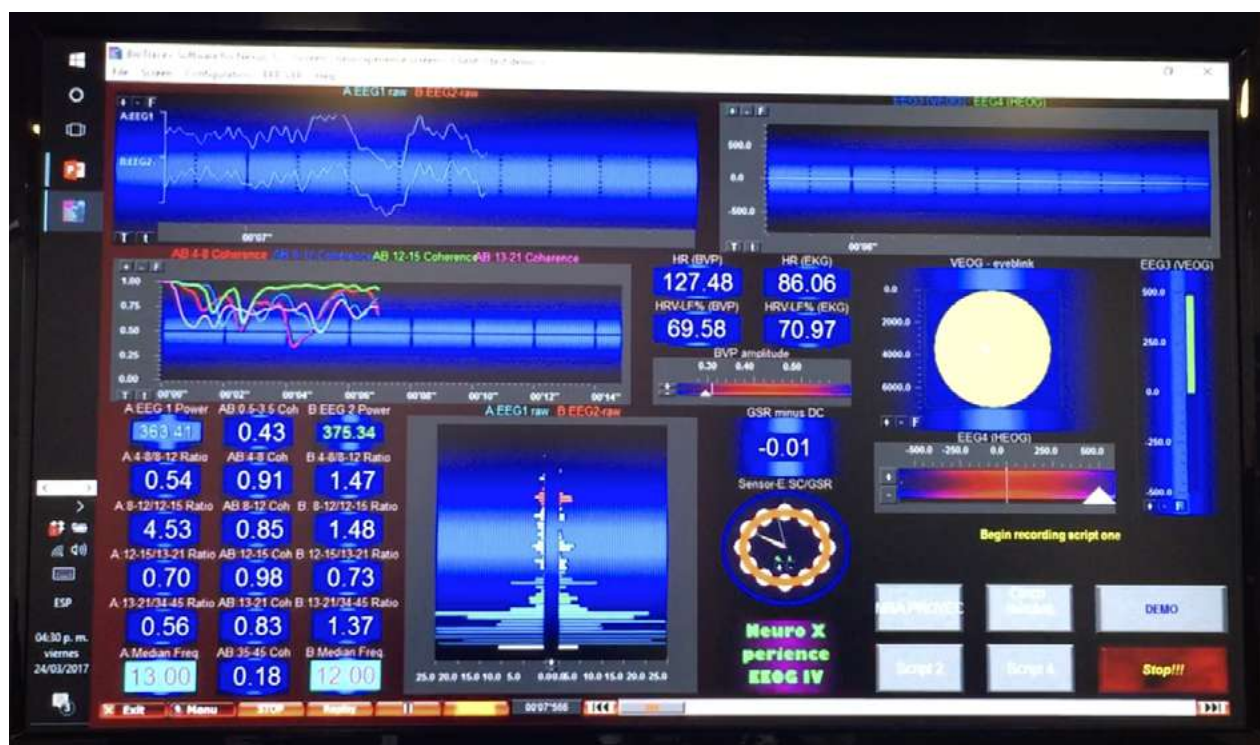 A:EEG1 raw B:EEG2-raw
EEG3 (VEOG) EEG4 (HEOG)
+ - F
A:EEG1
B:EEG2
T t
00'07''
+ - F
500.0
0.0
-500.0
T t
00'06''
AB 4-8 Coherence
AB 12-15 Coherence AB 13-21 Coherence
+ - F
1.00
0.75
0.50
0.25
0.00
T t
00'00'' 00'02'' 00'04'' 00'06'' 00'08'' 00'10'' 00'12'' 00'14''
HR (BVP) HR (EKG)
127.48 86.06
HRV-LF% (BVP) HRV-LF% (EKG)
69.58 70.97
BVP amplitude
0.30 0.40 0.50
VEOG - eyeblink
0.0
2000.0
4000.0
6000.0
+ - F
EEG3 (VEOG)
500.0
250.0
0.0
-250.0
-500.0
+ - F
A:EEG 1 Power AB 0.5-3.5 Coh B:EEG 2 Power
363.41 0.43 375.34
A:4-8/8-12 Ratio AB 4-8 Coh B:4-8/8-12 Ratio
0.54 0.91 1.47
A:8-12/12-15 Ratio AB 8-12 Coh B: 8-12/12-15 Ratio
4.53 0.85 1.48
A:12-15/13-21 Ratio AB 12-15 Coh B 12-15/13-21 Ratio
0.70 0.98 0.73
A:13-21/34-45 Ratio AB 13-21 Coh B:13-21/34-45 Ratio
0.56 0.83 1.37
A:Median Freq. AB 35-45 Coh B:Median Freq.
13.00 0.18 12.00
A:EEG1 raw B:EEG2-raw
25.0 20.0 15.0 10.0 5.0 10.0 15.0 20.0 25.0
GSR minus DC
-0.01
Sensor-E SC/GSR
Neuro X
perience
EEOG IV
EEG4 (HEOG)
-500.0 -250.0 0.0 250.0 500.0
Begin recording script one
DEMO
Script 2
Script 4
Stop!!!
ESP
04:30 p. m.
viernes
24/03/2017
3
Exit Menu STOP Replay 00'07''566